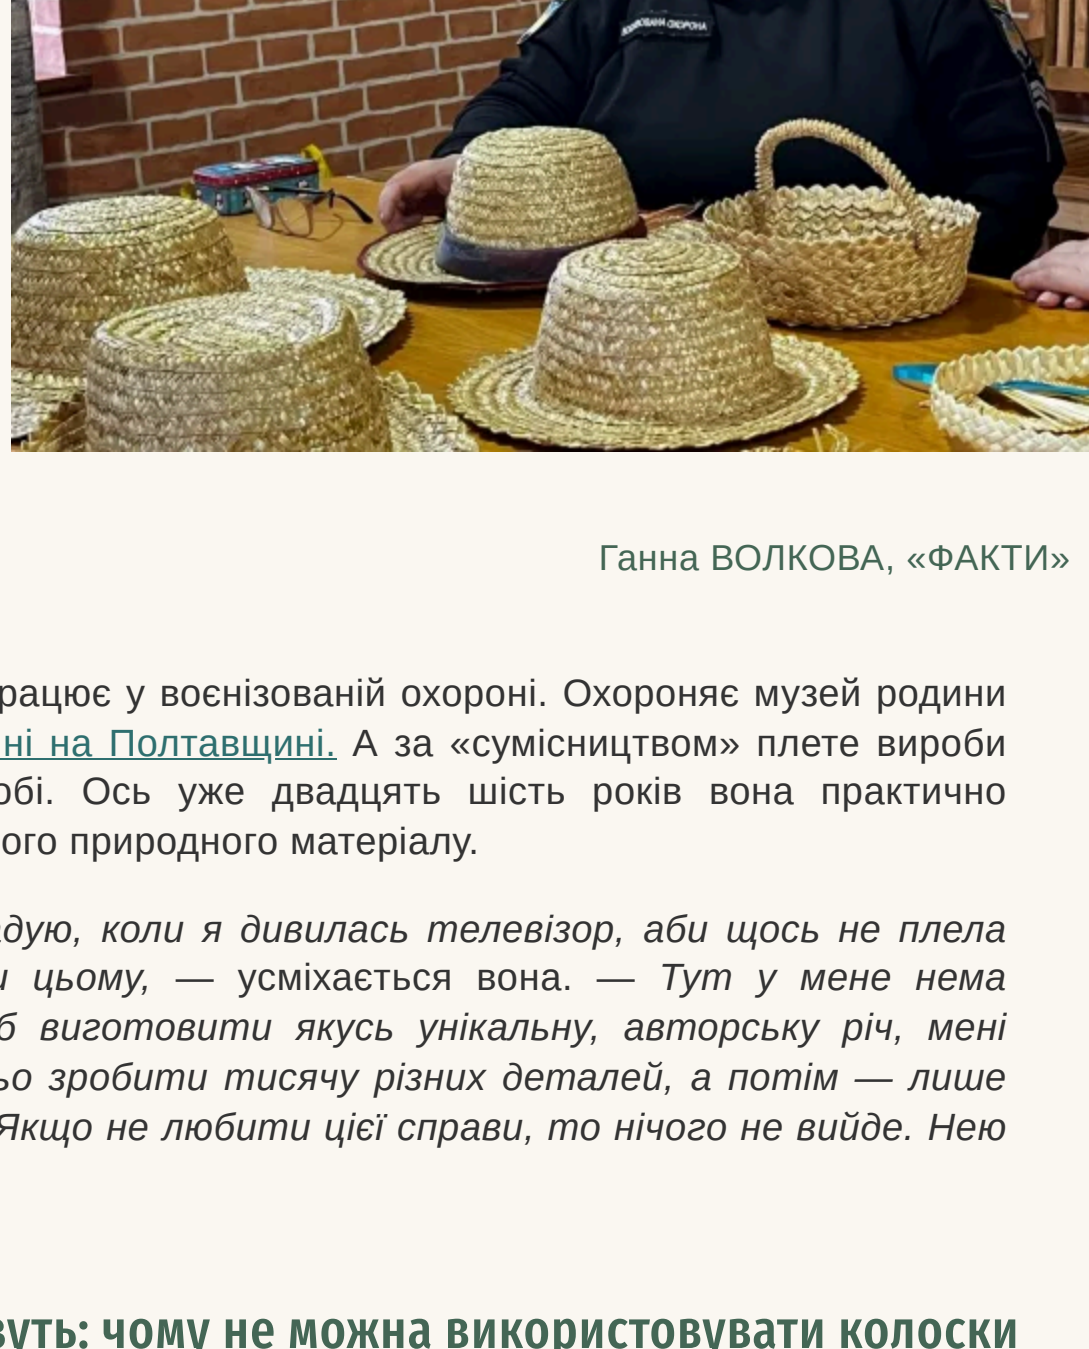 ОХОРОНА
Ганна ВОЛКОВА, «ФАКТИ»
рацює у воєнізованій охороні. Охороняє музей родини
ні на Полтавщині. А за «сумісництвом» плете вироби
обі. Ось уже двадцять шість років вона практично
ого природного матеріалу.
дую, коли я дивилась телевізор, аби щось не плела
и цьому, — усміхається вона. — Тут у мене нема
б виготовити якусь унікальну, авторську річ, мені
ьо зробити тисячу різних деталей, а потім — лише
Якщо не любити цієї справи, то нічого не вийде. Нею
вуть: чому не можна використовувати колоски